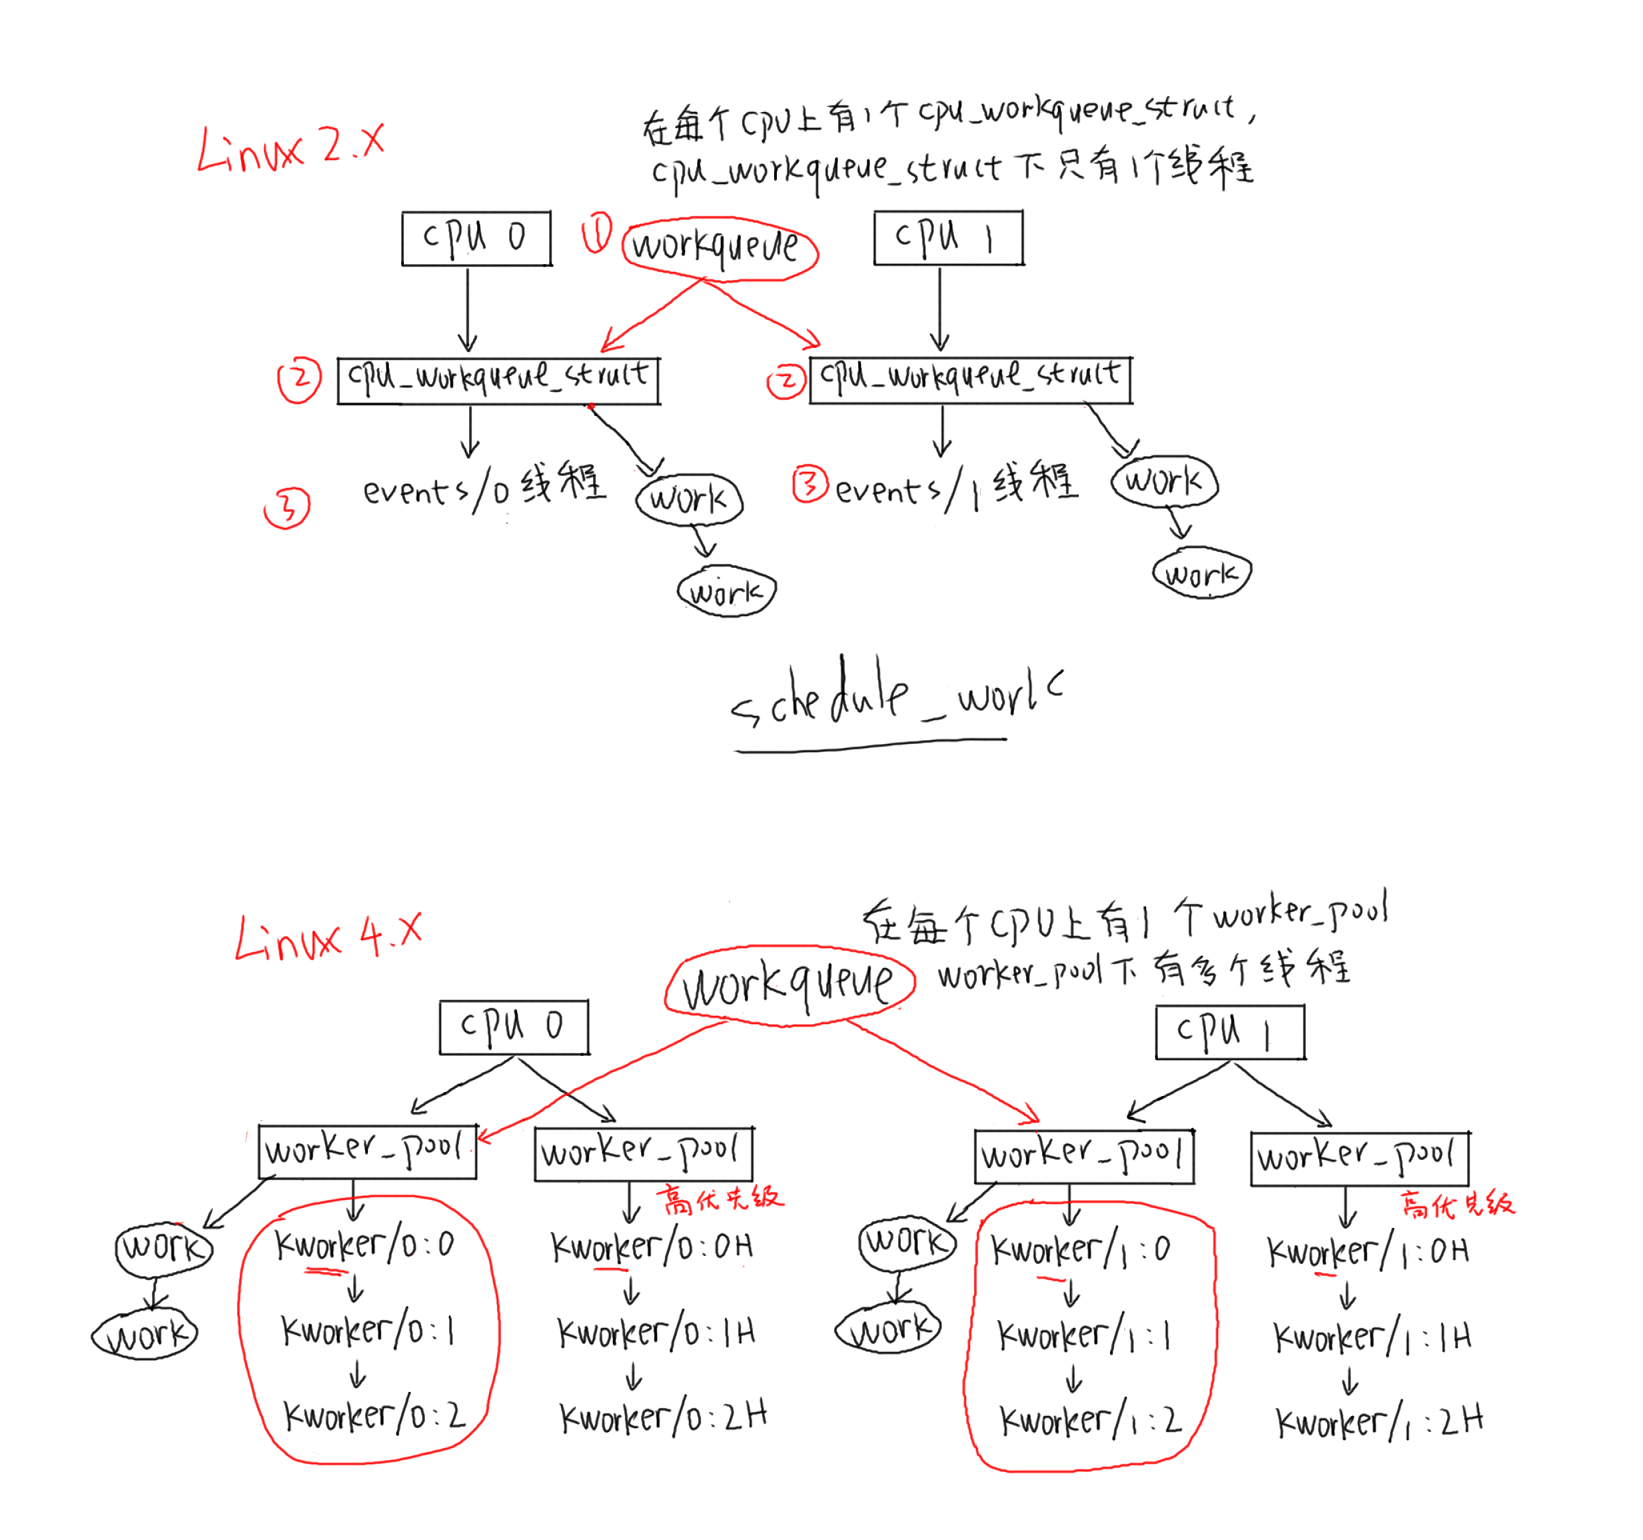 Linux 2.X
在每个CPU上有1个cpu_workqueue_struct,
cpu_workqueue_struct下只有1个线程
cpu 0
① workqueue
cpu 1
② cpu_workqueue_struct
② cpu_workqueue_struct
③ events/0线程
work
work
③ events/1线程
work
work
schedule_work
Linux 4.X
在每个CPU上有1个worker_pool
worker_pool下有多个线程
workqueue
cpu 0
cpu 1
worker_pool
worker_pool
worker_pool
worker_pool
高优先级
高优先级
work
kworker/0:0
kworker/0:0H
work
kworker/1:0
kworker/1:0H
work
kworker/0:1
kworker/0:1H
work
kworker/1:1
kworker/1:1H
kworker/0:2
kworker/0:2H
kworker/1:2
kworker/1:2H